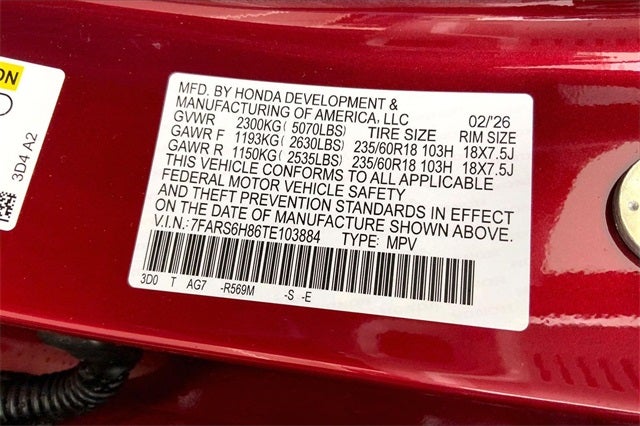 ON
3D4 A2
MFD. BY HONDA DEVELOPMENT &
MANUFACTURING OF AMERICA, LLC 02/'26
GVWR 2300KG( 5070LBS) TIRE SIZE RIM SIZE
GAWR F 1193KG( 2630LBS) 235/60R18 103H 18X7.5J
GAWR R 1150KG( 2535LBS) 235/60R18 103H 18X7.5J
THIS VEHICLE CONFORMS TO ALL APPLICABLE
FEDERAL MOTOR VEHICLE SAFETY
AND THEFT PREVENTION STANDARDS IN EFFECT
ON THE DATE OF MANUFACTURE SHOWN ABOVE.
V.I.N.: 7FARS6H86TE103884 TYPE: MPV
3D0 T AG7 -R569M -S -E